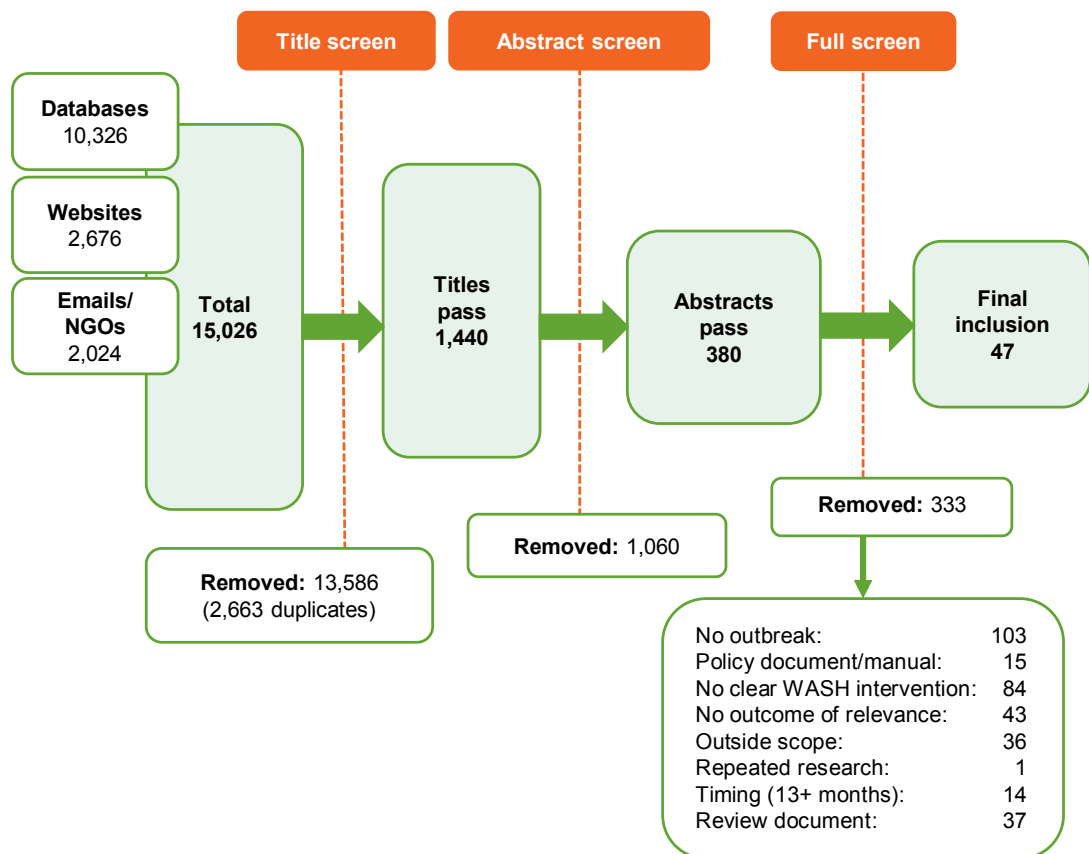 Title screen
Abstract screen
Full screen
Databases
10,326
Websites
2,676
Emails/
NGOs
2,024
Total
15,026
Titles
pass
1,440
Abstracts
pass
380
Final
inclusion
47
Removed: 13,586
(2,663 duplicates)
Removed: 1,060
Removed: 333
No outbreak: 103
Policy document/manual: 15
No clear WASH intervention: 84
No outcome of relevance: 43
Outside scope: 36
Repeated research: 1
Timing (13+ months): 14
Review document: 37